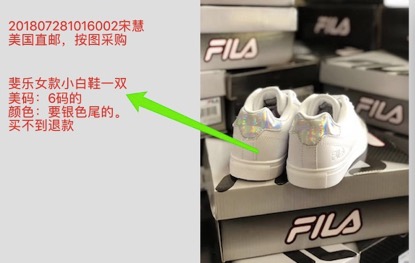 201807281016002宋慧
美国直邮，按图采购
斐乐女款小白鞋一双
美码：6码的
颜色：要银色尾的。
买不到退款
FILA
FILA
FILA